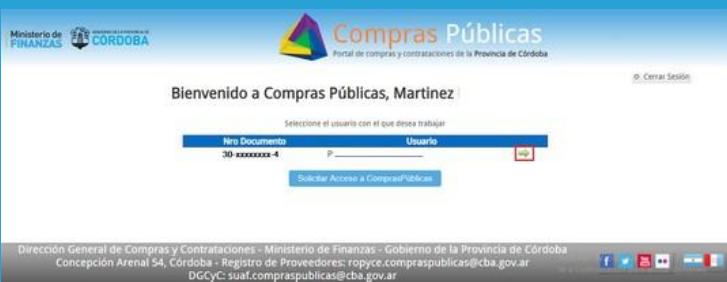 Ministerio de
FINANZAS
CÓRDOBA
Compras Públicas
Portal de compras y contrataciones de la Provincia de Córdoba
Cerrar Sesión
Bienvenido a Compras Públicas, Martinez
Seleccione el usuario con el que desea trabajar
Nro Documento Usuario
30-xxxxxxxx-4 P
Solicitar Acceso a ComprasPúblicas
Dirección General de Compras y Contrataciones - Ministerio de Finanzas - Gobierno de la Provincia de Córdoba
Concepción Arenal 54, Córdoba - Registro de Proveedores: ropyce.compraspublicas@cba.gov.ar
DGCyC: suaf.compraspublicas@cba.gov.ar